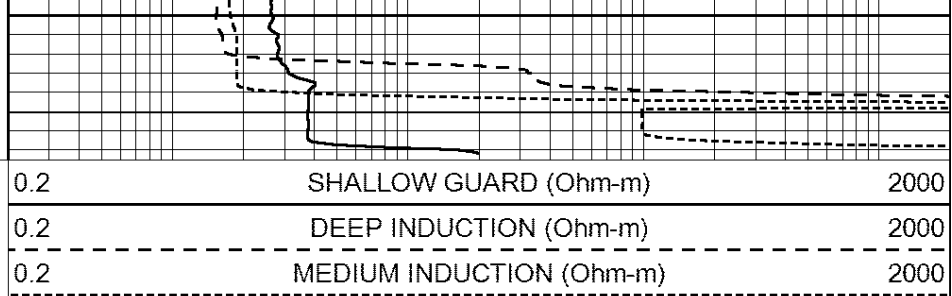 0.2 SHALLOW GUARD (Ohm-m) 2000
0.2 DEEP INDUCTION (Ohm-m) 2000
0.2 MEDIUM INDUCTION (Ohm-m) 2000